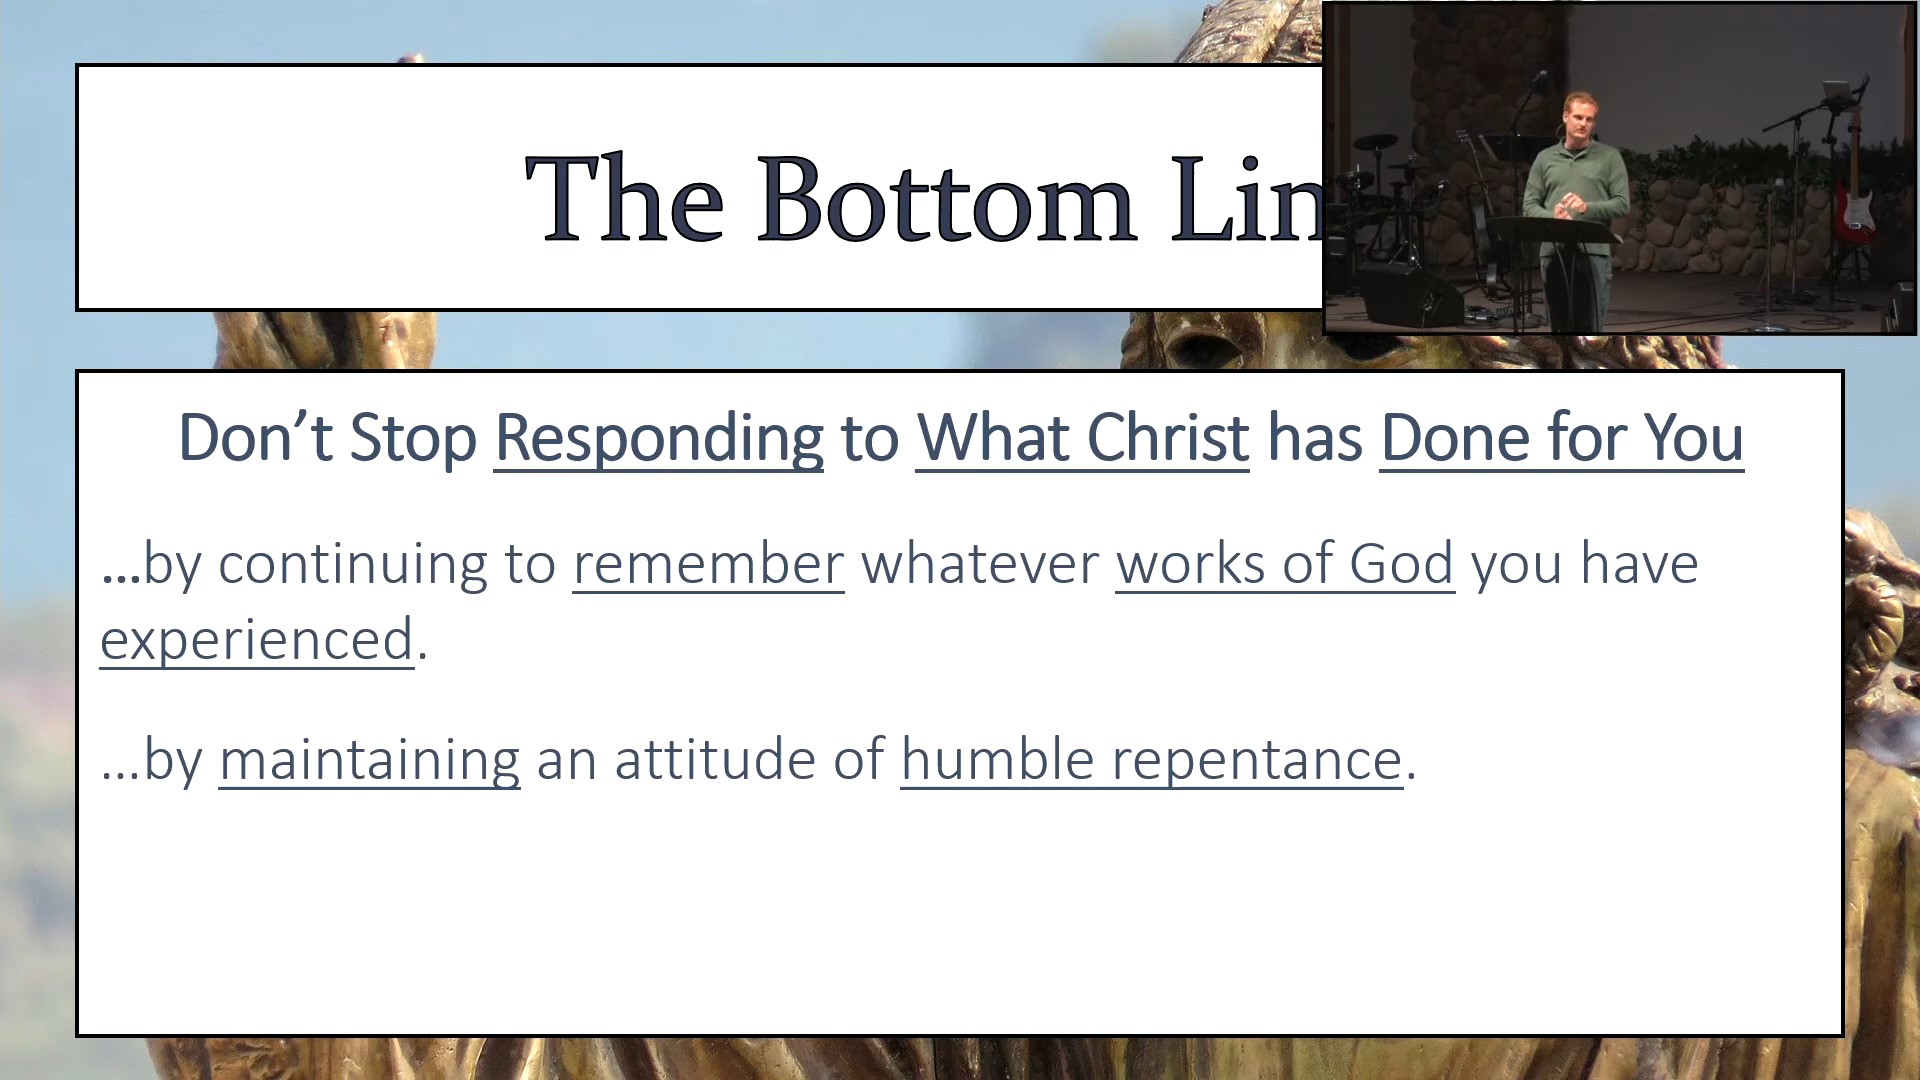 The Bottom Lin
Don’t Stop Responding to What Christ has Done for You
...by continuing to remember whatever works of God you have
experienced.
...by maintaining an attitude of humble repentance.